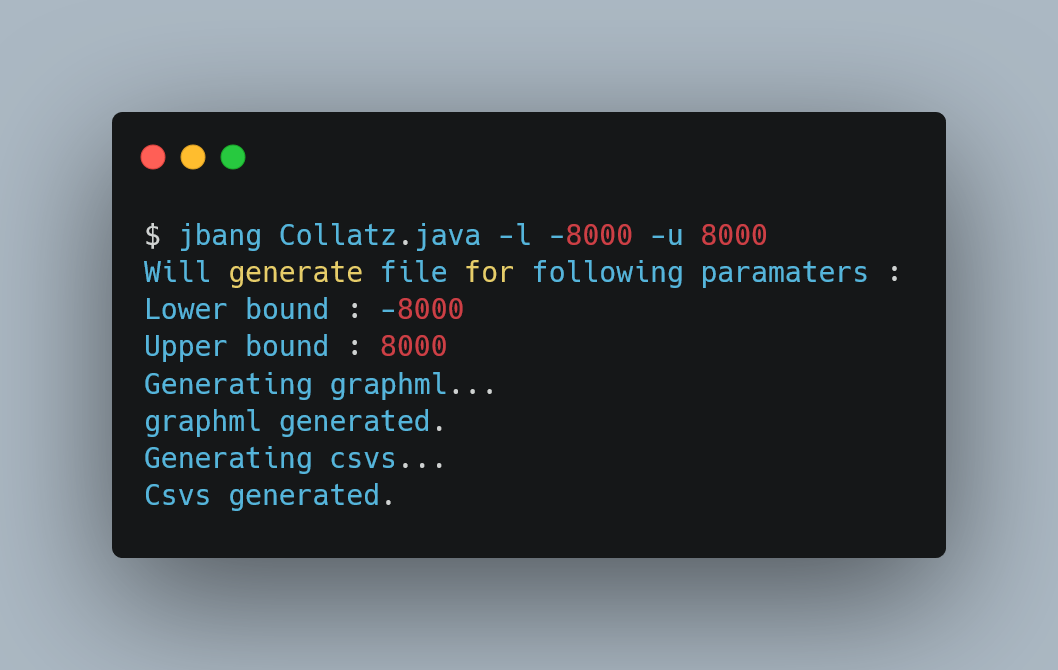 $ jbang Collatz.java -l -8000 -u 8000
Will generate file for following paramaters :
Lower bound : -8000
Upper bound : 8000
Generating graphml...
graphml generated.
Generating csvs...
Csvs generated.